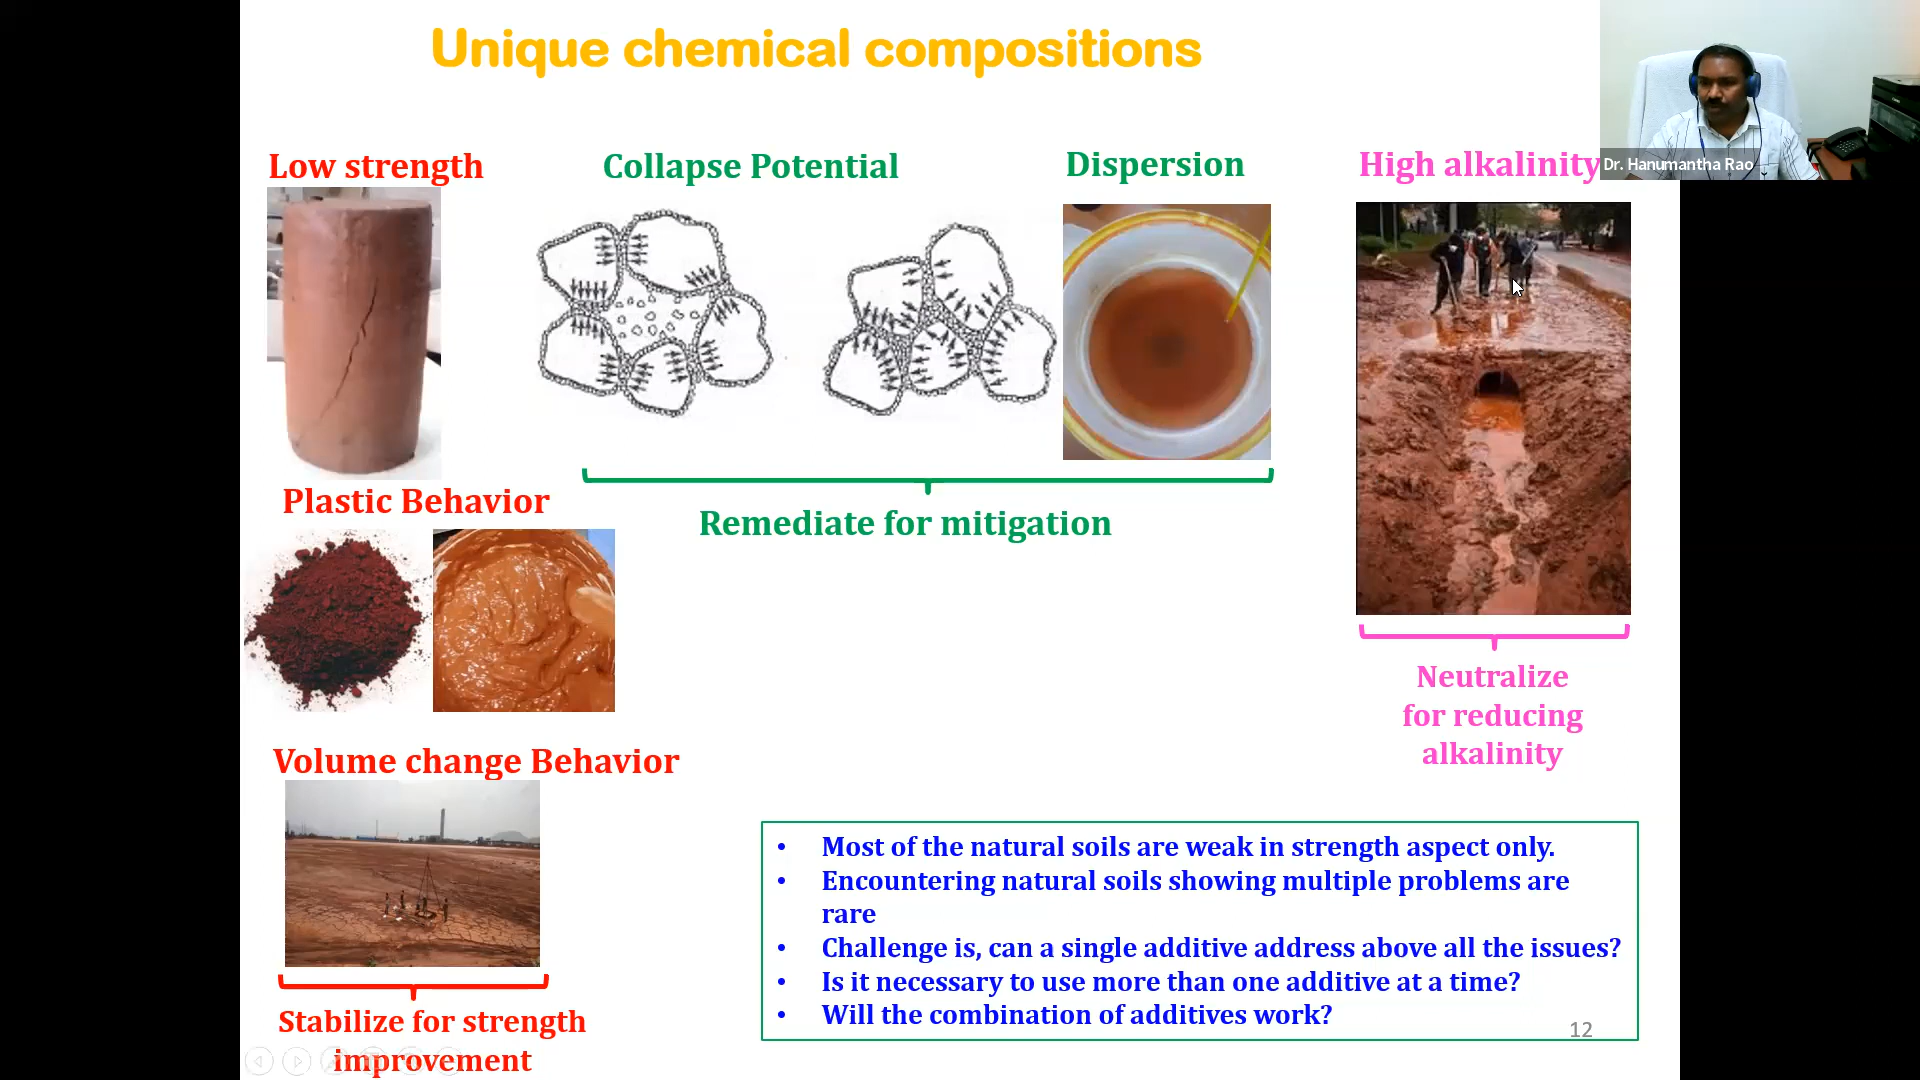 Unique chemical compositions
Low strength
Collapse Potential
Dispersion
High alkalinity
Dr. Hanumantha Rao
Plastic Behavior
Remediate for mitigation
Volume change Behavior
Neutralize
for reducing
alkalinity
Stabilize for strength
improvement
• Most of the natural soils are weak in strength aspect only.
• Encountering natural soils showing multiple problems are
rare
• Challenge is, can a single additive address above all the issues?
• Is it necessary to use more than one additive at a time?
• Will the combination of additives work?
12